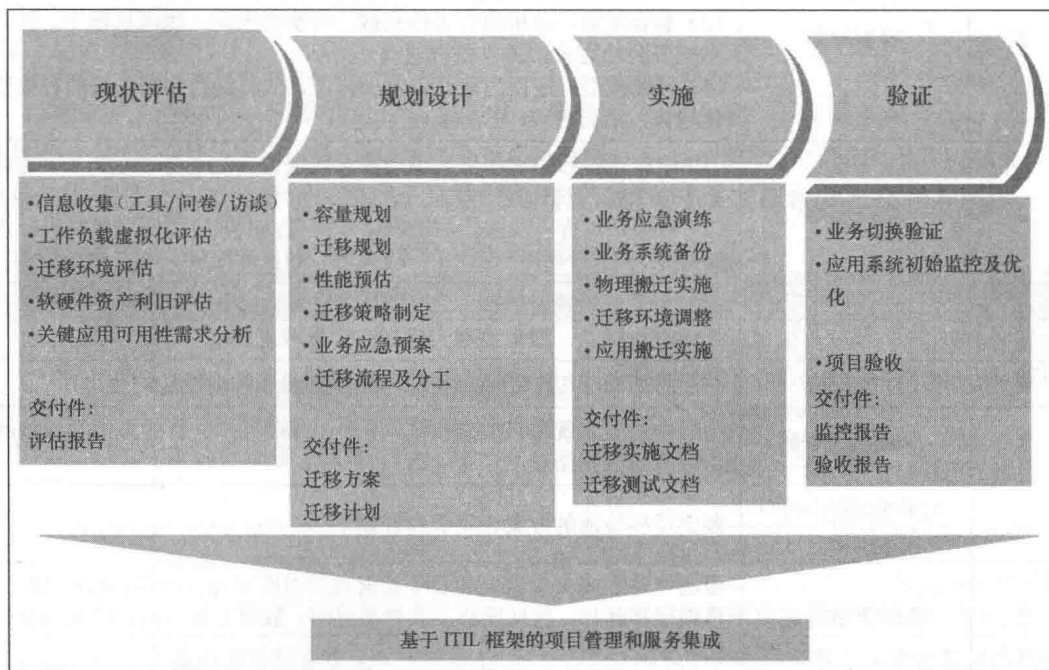 现状评估
·信息收集(工具/问卷/访谈)
·工作负载虚拟化评估
·迁移环境评估
·软硬件资产利旧评估
·关键应用可用性需求分析
交付件:
评估报告
规划设计
·容量规划
·迁移规划
·性能预估
·迁移策略制定
·业务应急预案
·迁移流程及分工
交付件:
迁移方案
迁移计划
实施
·业务应急演练
·业务系统备份
·物理搬迁实施
·迁移环境调整
·应用搬迁实施
交付件:
迁移实施文档
迁移测试文档
验证
·业务切换验证
·应用系统初始监控及优
化
·项目验收
交付件:
监控报告
验收报告
基于 ITIL 框架的项目管理和服务集成